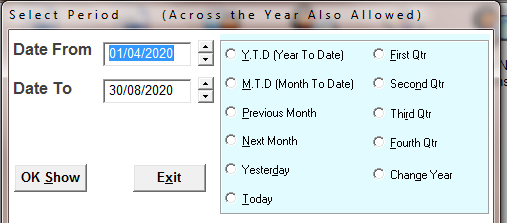 Select Period (Across the Year Also Allowed)
Date From 01/04/2020
Date To 30/08/2020
OK Show Exit
Y.T.D (Year To Date) First Qtr
M.T.D (Month To Date) Second Qtr
Previous Month Third Qtr
Next Month Fourth Qtr
Yesterday Change Year
Today